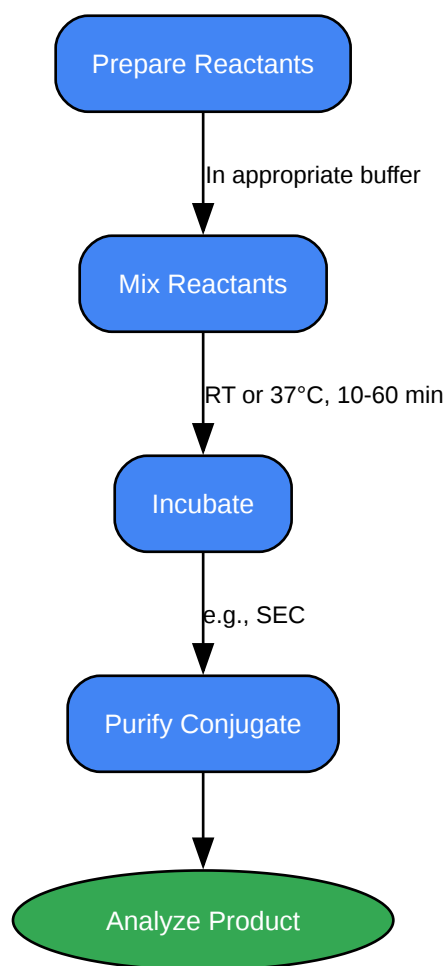 Prepare Reactants
In appropriate buffer
Mix Reactants
RT or 37°C, 10-60 min
Incubate
e.g., SEC
Purify Conjugate
Analyze Product